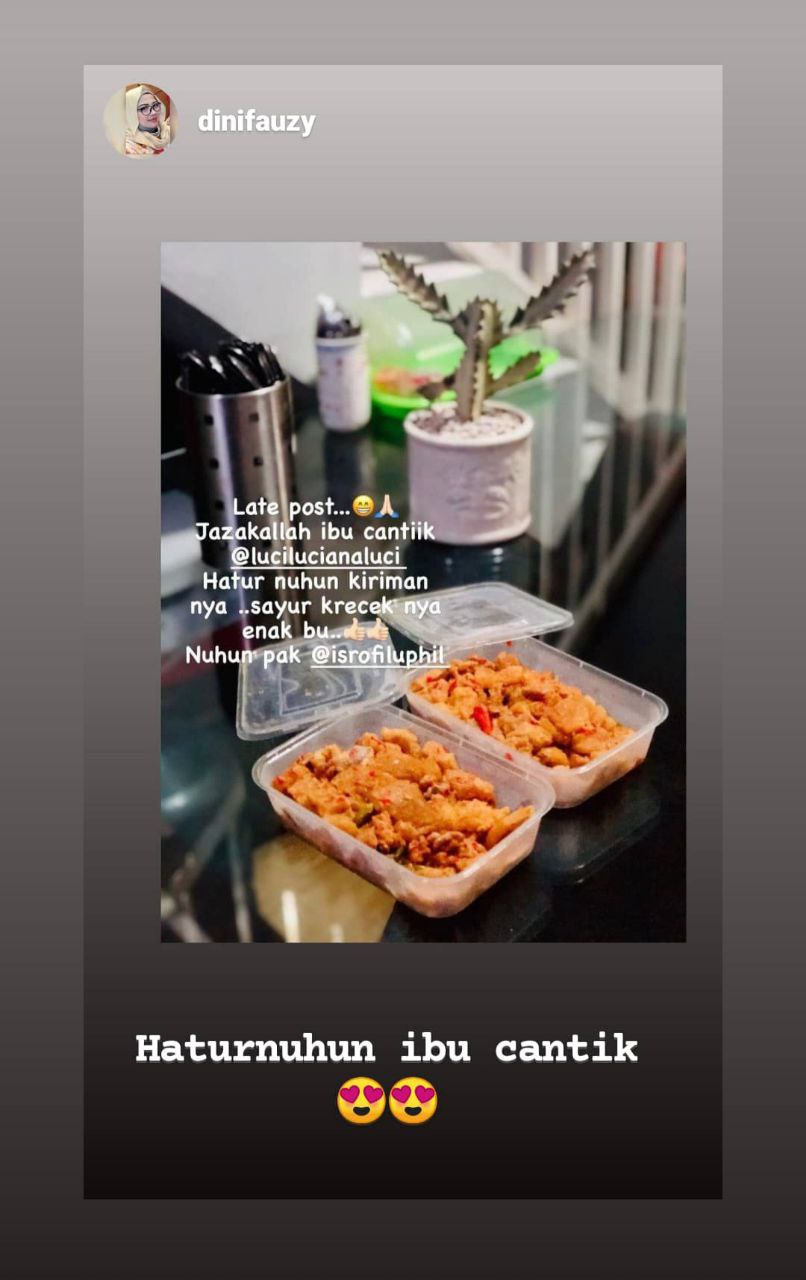 dinifauzy
Late post...😁🙏🏻
Jazakallah ibu cantiik
@lucilucianaluci
Hatur nuhun kiriman
nya ..sayur krecek nya
enak bu..👍🏻👍🏻
Nuhun pak @isrofiluphil
Haturnuhun ibu cantik
😍😍